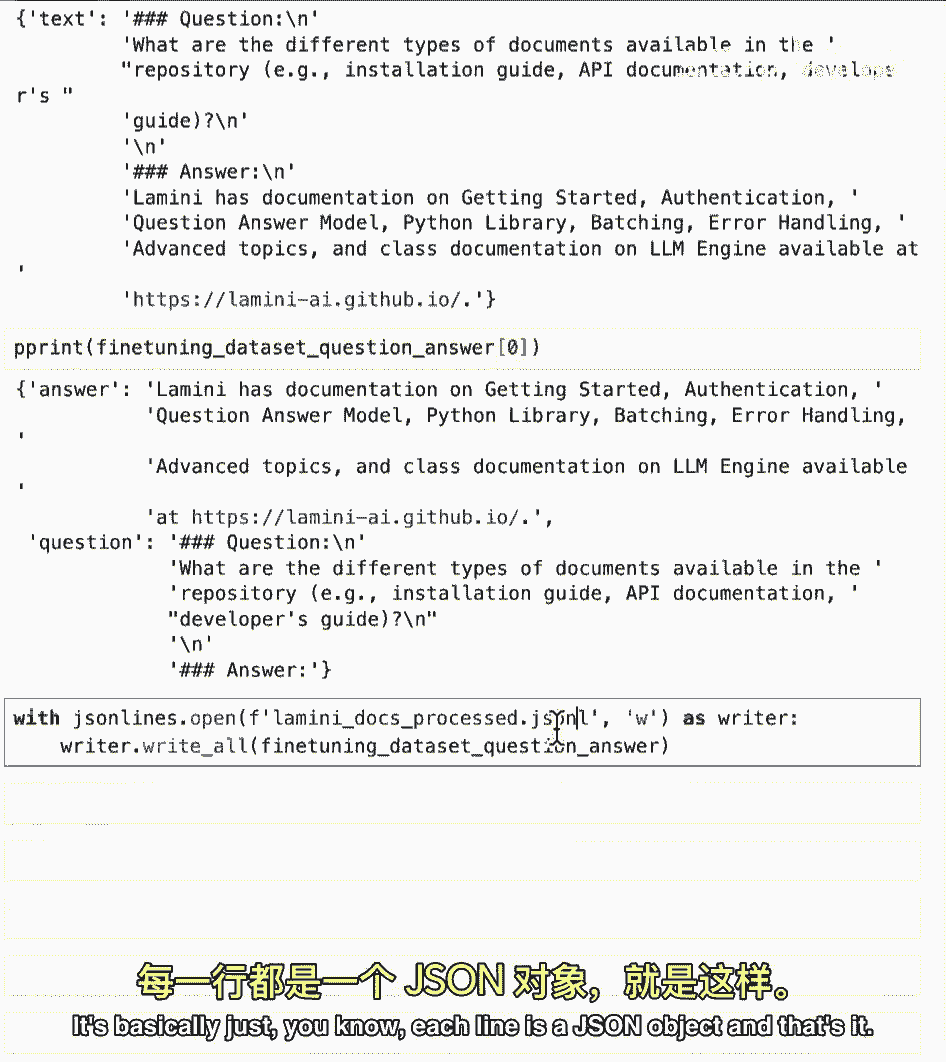 {'text': '### Question:\n'
'What are the different types of documents available in the '
"repository (e.g., installation guide, API documentation, develope
r's "
'guide)?\n'
'\n'
'### Answer:\n'
'Lamini has documentation on Getting Started, Authentication, '
'Question Answer Model, Python Library, Batching, Error Handling, '
'Advanced topics, and class documentation on LLM Engine available at
'
'https://lamini-ai.github.io/.'}
pprint(finetuning_dataset_question_answer[0])
{'answer': 'Lamini has documentation on Getting Started, Authentication, '
'Question Answer Model, Python Library, Batching, Error Handling,
'
'Advanced topics, and class documentation on LLM Engine available
'
'at https://lamini-ai.github.io/.',
'question': '### Question:\n'
'What are the different types of documents available in the '
'repository (e.g., installation guide, API documentation, '
"developer's guide)?\n"
'\n'
'### Answer:'}
with jsonlines.open(f'lamini_docs_processed.jsonl', 'w') as writer:
writer.write_all(finetuning_dataset_question_answer)
每一行都是一个 JSON 对象，就是这样。
It's basically just, you know, each line is a JSON object and that's it.